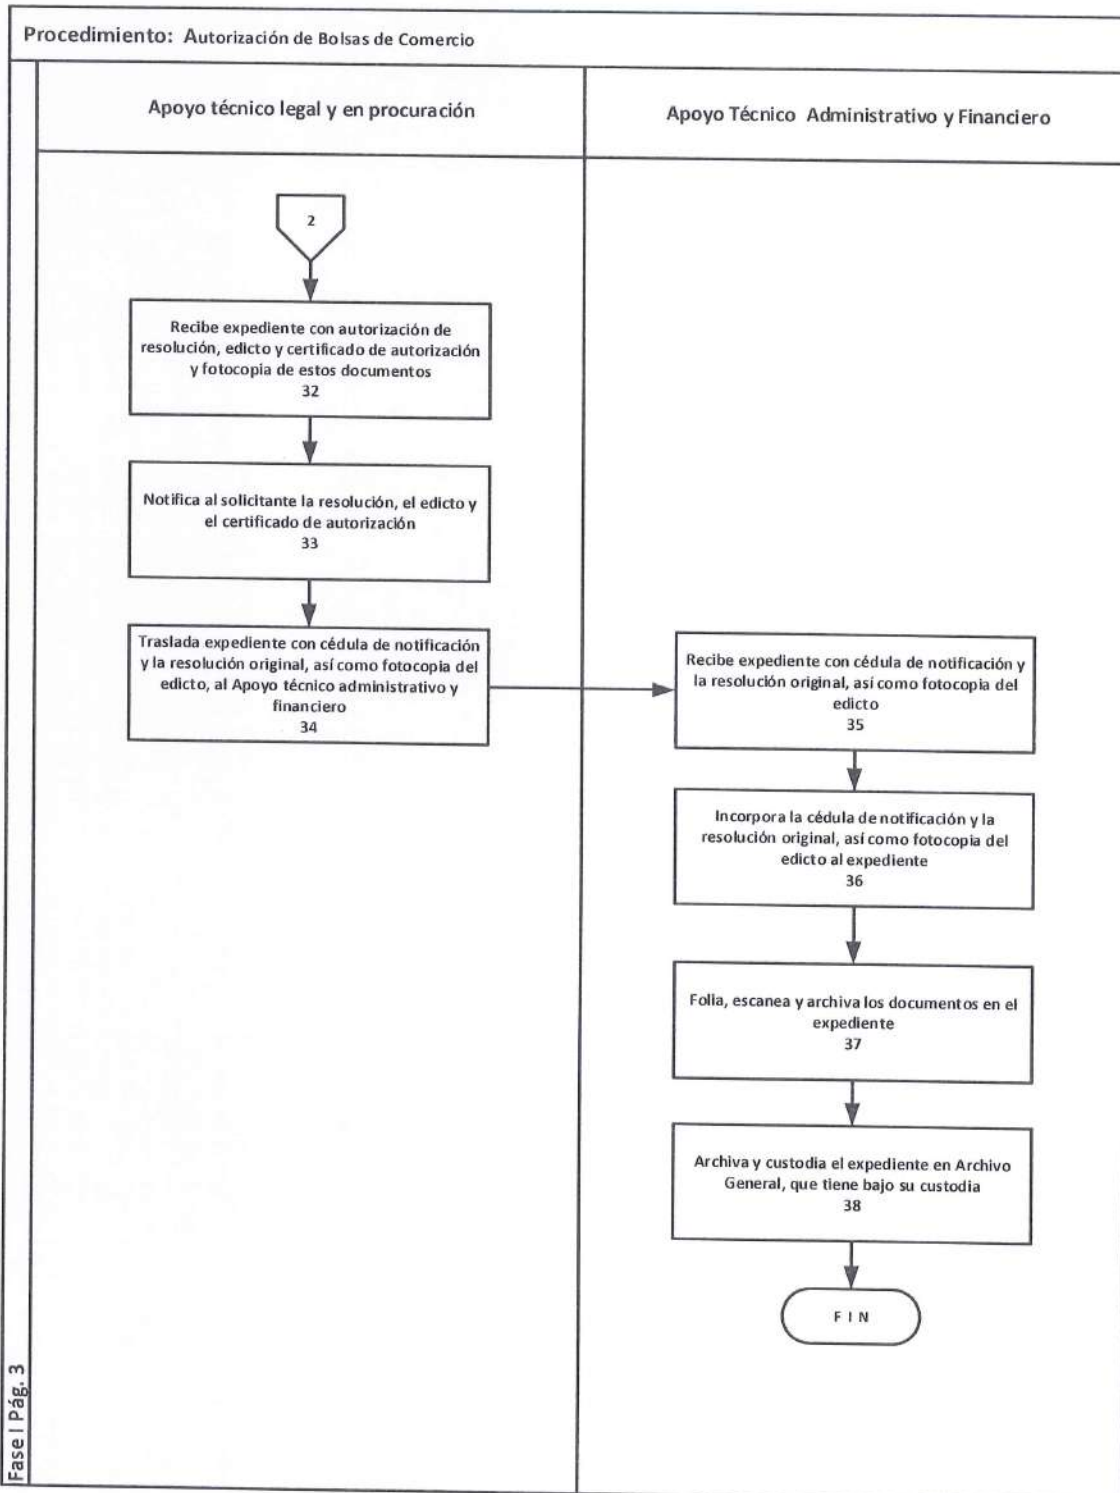 Procedimiento: Autorización de Bolsas de Comercio
Apoyo técnico legal y en procuración
Apoyo Técnico Administrativo y Financiero
2
Recibe expediente con autorización de
resolución, edicto y certificado de autorización
y fotocopia de estos documentos
32
Notifica al solicitante la resolución, el edicto y
el certificado de autorización
33
Traslada expediente con cédula de notificación
y la resolución original, así como fotocopia del
edicto, al Apoyo técnico administrativo y
financiero
34
Recibe expediente con cédula de notificación y
la resolución original, así como fotocopia del
edicto
35
Incorpora la cédula de notificación y la
resolución original, así como fotocopia del
edicto al expediente
36
Folia, escanea y archiva los documentos en el
expediente
37
Archiva y custodia el expediente en Archivo
General, que tiene bajo su custodia
38
F I N
Fase I Pág. 3